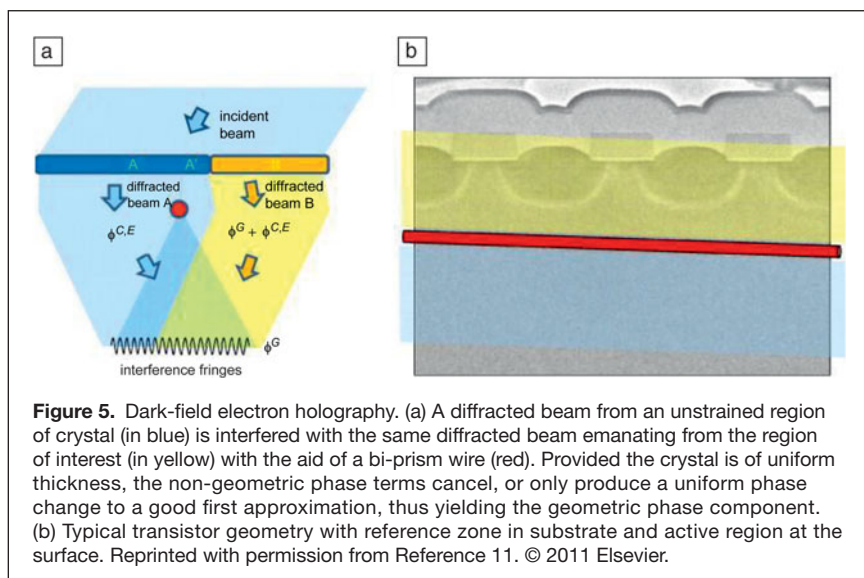 a
b
incident
beam
A
A'
B
diffracted
beam A
diffracted
beam B
ϕC,E
ϕG + ϕC,E
ϕG
interference fringes
Figure 5. Dark-field electron holography. (a) A diffracted beam from an unstrained region
of crystal (in blue) is interfered with the same diffracted beam emanating from the region
of interest (in yellow) with the aid of a bi-prism wire (red). Provided the crystal is of uniform
thickness, the non-geometric phase terms cancel, or only produce a uniform phase
change to a good first approximation, thus yielding the geometric phase component.
(b) Typical transistor geometry with reference zone in substrate and active region at the
surface. Reprinted with permission from Reference 11. © 2011 Elsevier.